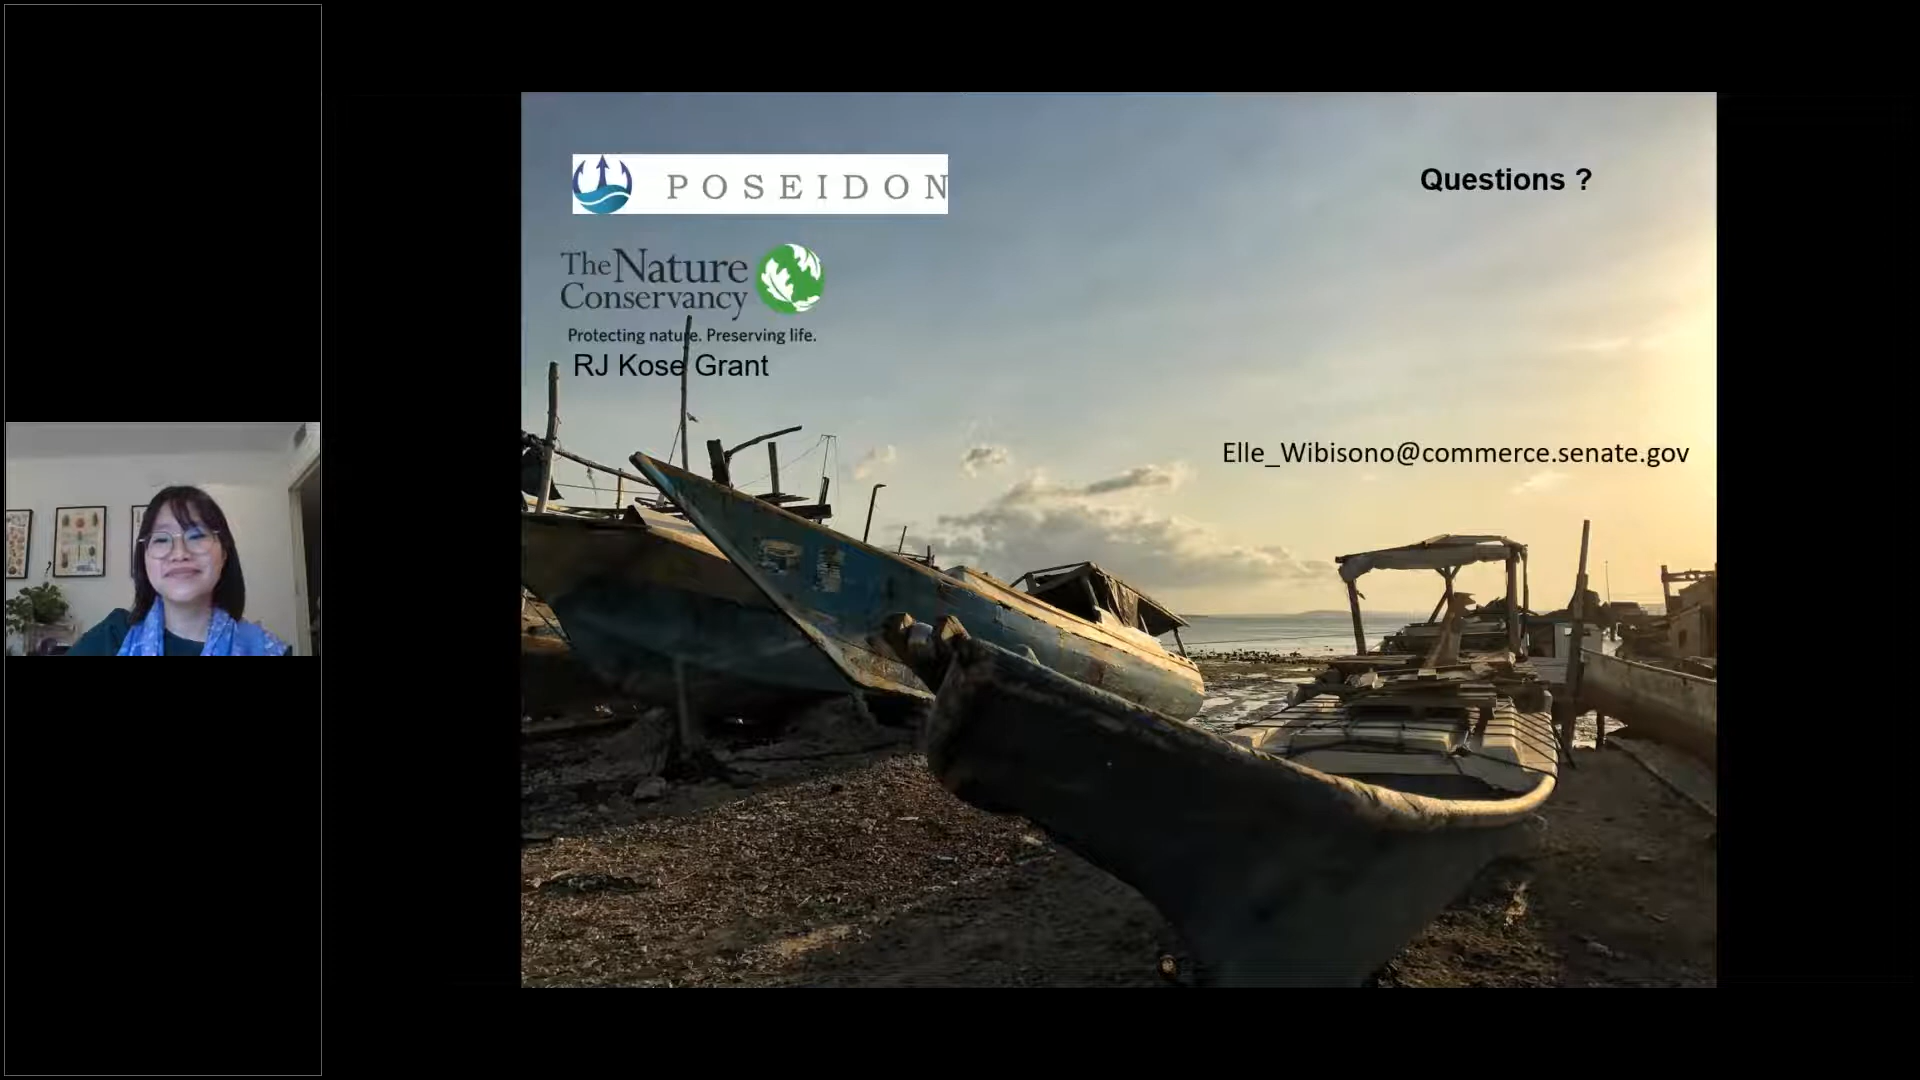 POSEIDON
Questions ?
The Nature
Conservancy
Protecting nature. Preserving life.
RJ Kose Grant
Elle_Wibisono@commerce.senate.gov